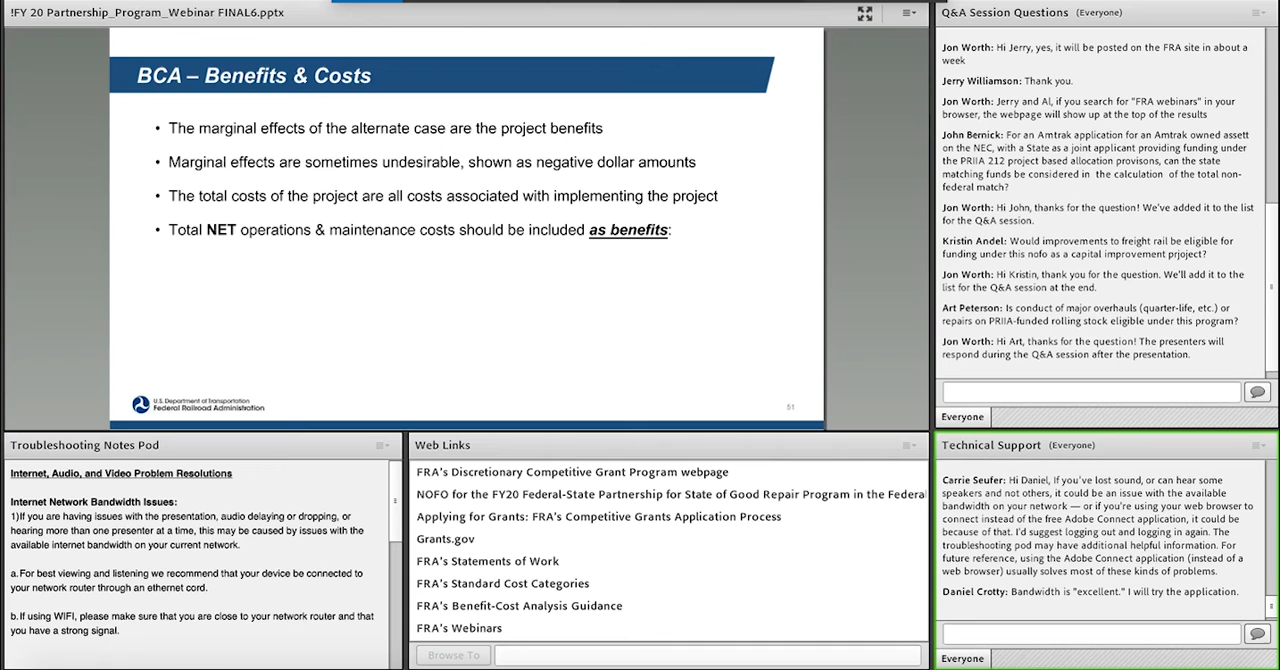 !FY 20 Partnership_Program_Webinar FINAL6.pptx
BCA – Benefits & Costs
• The marginal effects of the alternate case are the project benefits
• Marginal effects are sometimes undesirable, shown as negative dollar amounts
• The total costs of the project are all costs associated with implementing the project
• Total NET operations & maintenance costs should be included as benefits:
U.S. Department of Transportation
Federal Railroad Administration
51
Q&A Session Questions (Everyone)
Jon Worth: Hi Jerry, yes, it will be posted on the FRA site in about a
week
Jerry Williamson: Thank you.
Jon Worth: Jerry and Al, if you search for "FRA webinars" in your
browser, the webpage will show up at the top of the results
John Bernick: For an Amtrak application for an Amtrak owned assett
on the NEC, with a State as a joint applicant providing funding under
the PRIIA 212 project based allocation provisons, can the state
matching funds be considered in the calculation of the total non-
federal match?
Jon Worth: Hi John, thanks for the question! We've added it to the list
for the Q&A session.
Kristin Andel: Would improvements to freight rail be eligible for
funding under this nofo as a capital improvement prjoject?
Jon Worth: Hi Kristin, thank you for the question. We'll add it to the
list for the Q&A session at the end.
Art Peterson: Is conduct of major overhauls (quarter-life, etc.) or
repairs on PRIIA-funded rolling stock eligible under this program?
Jon Worth: Hi Art, thanks for the question! The presenters will
respond during the Q&A session after the presentation.
Everyone
Troubleshooting Notes Pod
Internet, Audio, and Video Problem Resolutions
Internet Network Bandwidth Issues:
1)If you are having issues with the presentation, audio delaying or dropping, or
hearing more than one presenter at a time, this may be caused by issues with the
available internet bandwidth on your current network.
a.For best viewing and listening we recommend that your device be connected to
your network router through an ethernet cord.
b.If using WIFI, please make sure that you are close to your network router and that
you have a strong signal.
Web Links
FRA's Discretionary Competitive Grant Program webpage
NOFO for the FY20 Federal-State Partnership for State of Good Repair Program in the Federal
Applying for Grants: FRA's Competitive Grants Application Process
Grants.gov
FRA's Statements of Work
FRA's Standard Cost Categories
FRA's Benefit-Cost Analysis Guidance
FRA's Webinars
Browse To
Technical Support (Everyone)
Carrie Seufer: Hi Daniel, If you've lost sound, or can hear some
speakers and not others, it could be an issue with the available
bandwidth on your network — or if you're using your web browser to
connect instead of the free Adobe Connect application, it could be
because of that. I'd suggest logging out and logging in again. The
troubleshooting pod may have additional helpful information. For
future reference, using the Adobe Connect application (instead of a
web browser) usually solves most of these kinds of problems.
Daniel Crotty: Bandwidth is "excellent." I will try the application.
Everyone